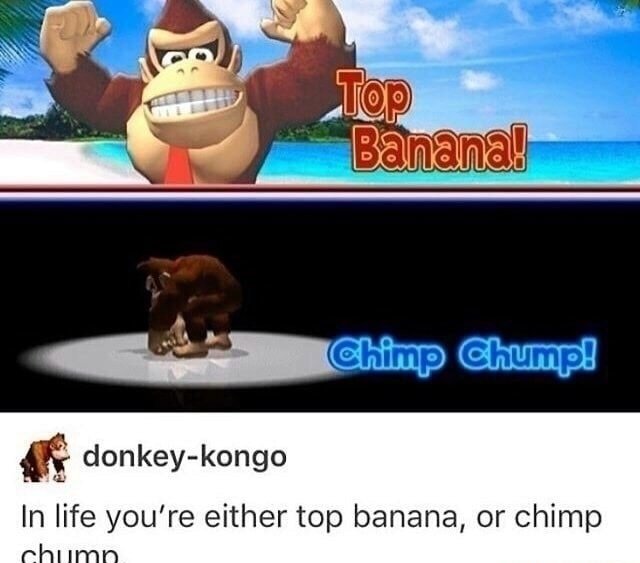 Top
Banana!
Chimp Chump!
donkey-kongo
In life you're either top banana, or chimp
chump.